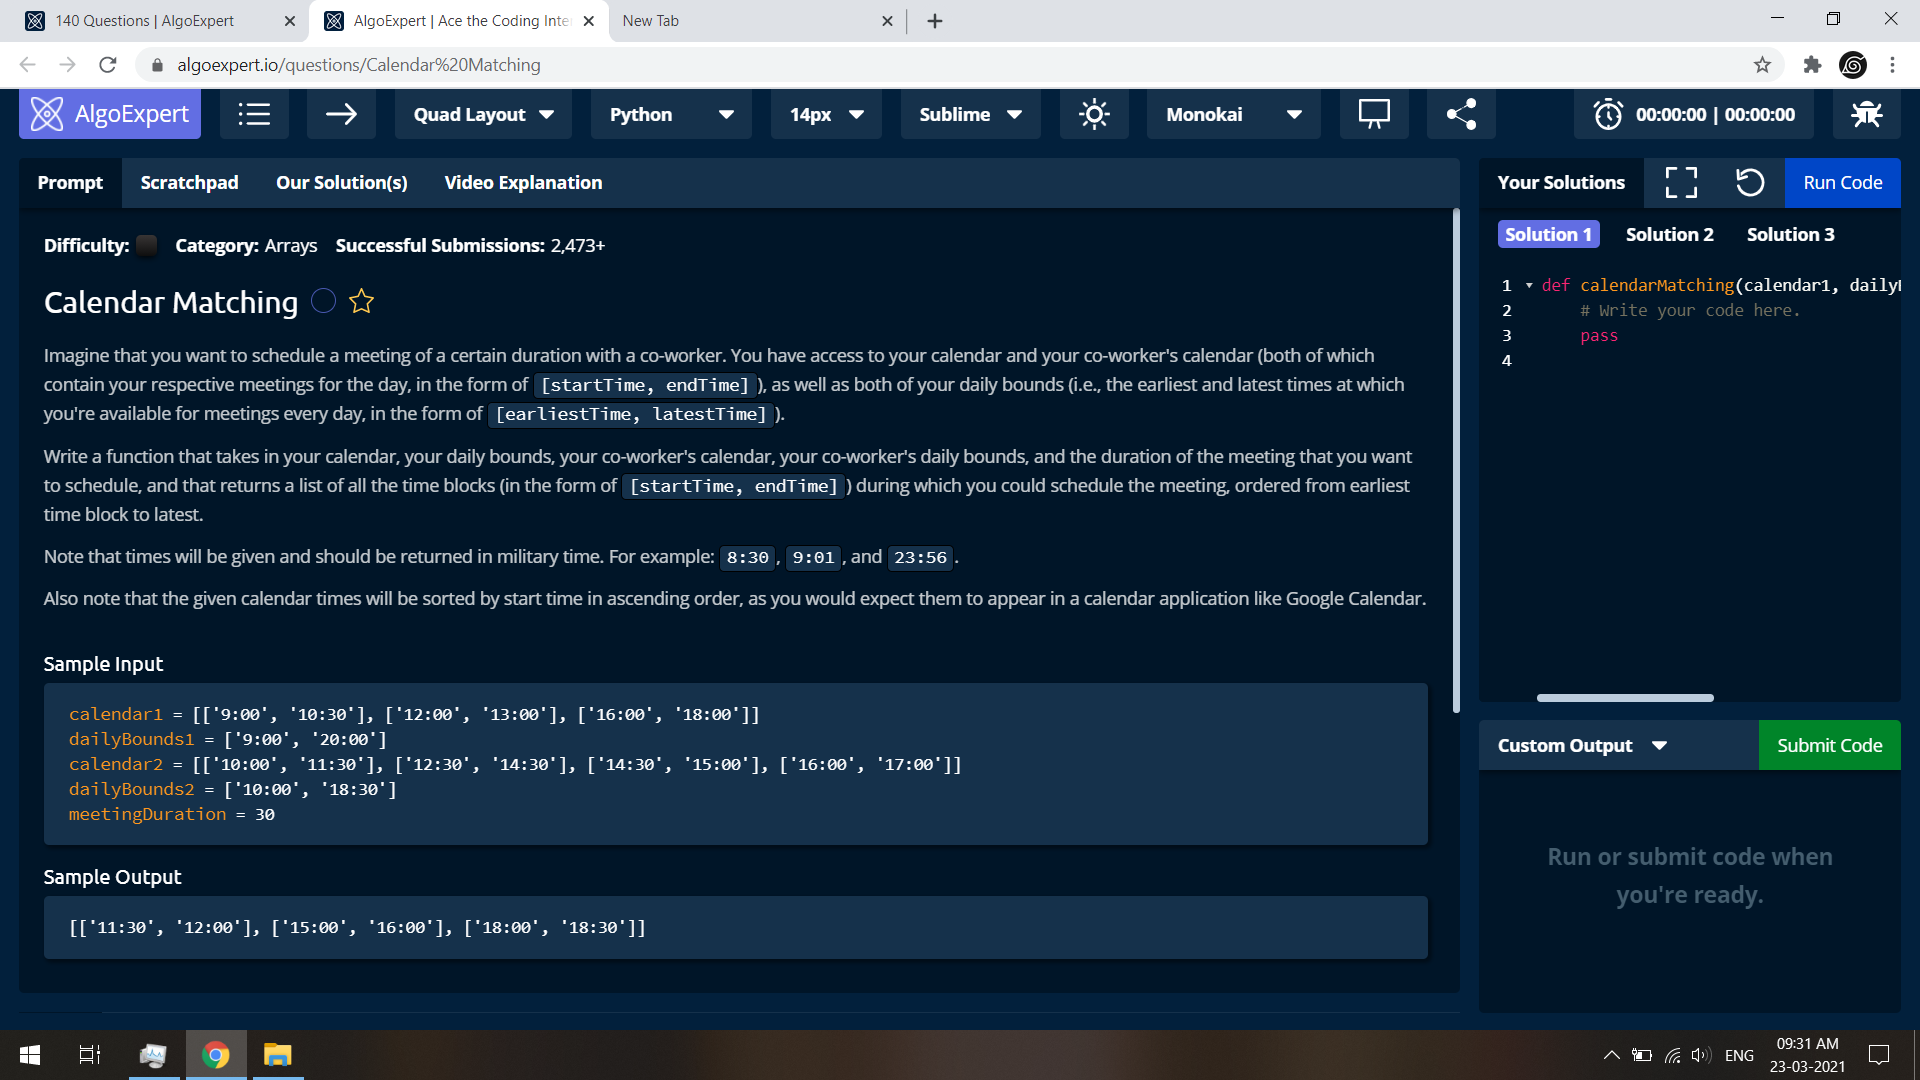 140 Questions | AlgoExpert
AlgoExpert | Ace the Coding Inte
New Tab
algoexpert.io/questions/Calendar%20Matching
AlgoExpert
Quad Layout
Python
14px
Sublime
Monokai
00:00:00 | 00:00:00
Prompt
Scratchpad
Our Solution(s)
Video Explanation
Your Solutions
Run Code
Difficulty:
Category: Arrays
Successful Submissions: 2,473+
Solution 1
Solution 2
Solution 3
Calendar Matching
Imagine that you want to schedule a meeting of a certain duration with a co-worker. You have access to your calendar and your co-worker's calendar (both of which
contain your respective meetings for the day, in the form of [startTime, endTime] ), as well as both of your daily bounds (i.e., the earliest and latest times at which
you're available for meetings every day, in the form of [earliestTime, latestTime] ).
Write a function that takes in your calendar, your daily bounds, your co-worker's calendar, your co-worker's daily bounds, and the duration of the meeting that you want
to schedule, and that returns a list of all the time blocks (in the form of [startTime, endTime] ) during which you could schedule the meeting, ordered from earliest
time block to latest.
Note that times will be given and should be returned in military time. For example: 8:30 , 9:01 , and 23:56 .
Also note that the given calendar times will be sorted by start time in ascending order, as you would expect them to appear in a calendar application like Google Calendar.
Sample Input
calendar1 = [['9:00', '10:30'], ['12:00', '13:00'], ['16:00', '18:00']]
dailyBounds1 = ['9:00', '20:00']
calendar2 = [['10:00', '11:30'], ['12:30', '14:30'], ['14:30', '15:00'], ['16:00', '17:00']]
dailyBounds2 = ['10:00', '18:30']
meetingDuration = 30
Sample Output
[['11:30', '12:00'], ['15:00', '16:00'], ['18:00', '18:30']]
1 def calendarMatching(calendar1, daily
2 # Write your code here.
3 pass
4
Custom Output
Submit Code
Run or submit code when
you're ready.
ENG
09:31 AM
23-03-2021